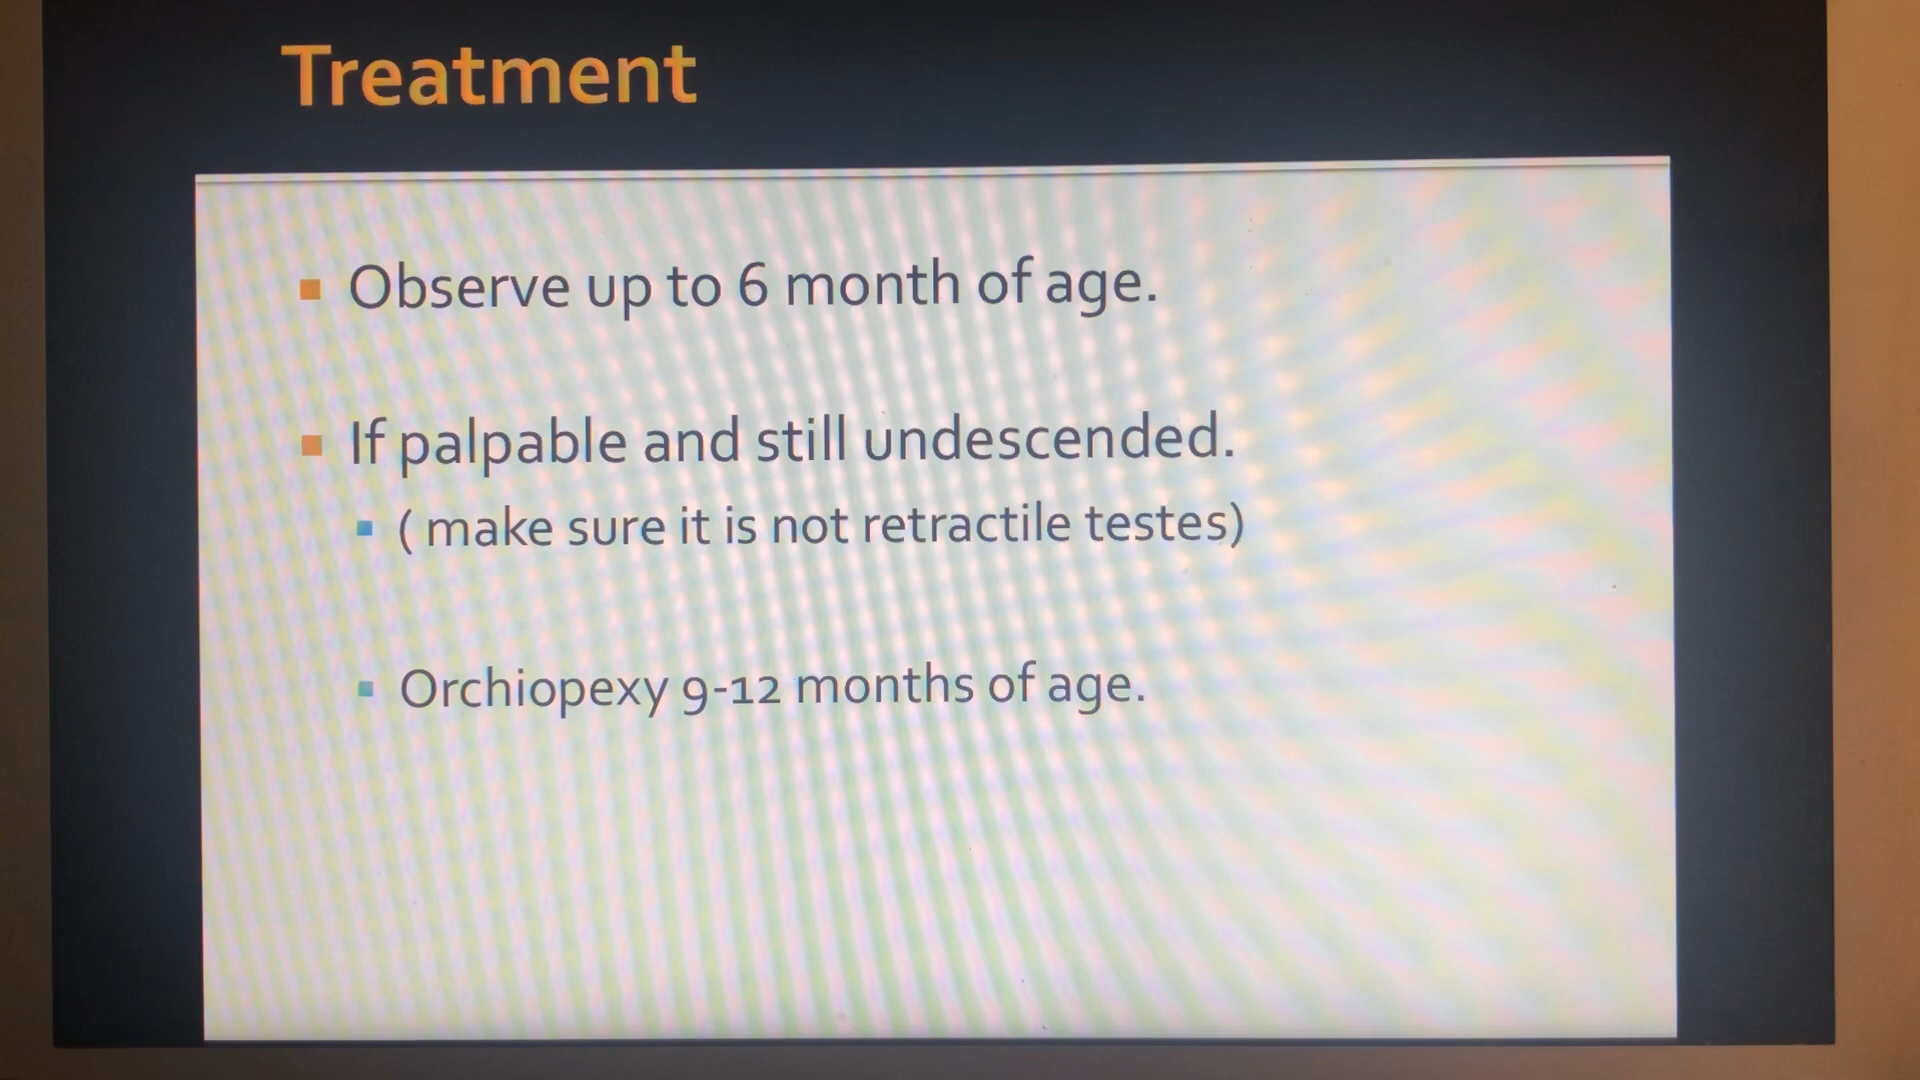 Treatment
Observe up to 6 month of age.
If palpable and still undescended.
( make sure it is not retractile testes)
Orchiopexy 9-12 months of age.